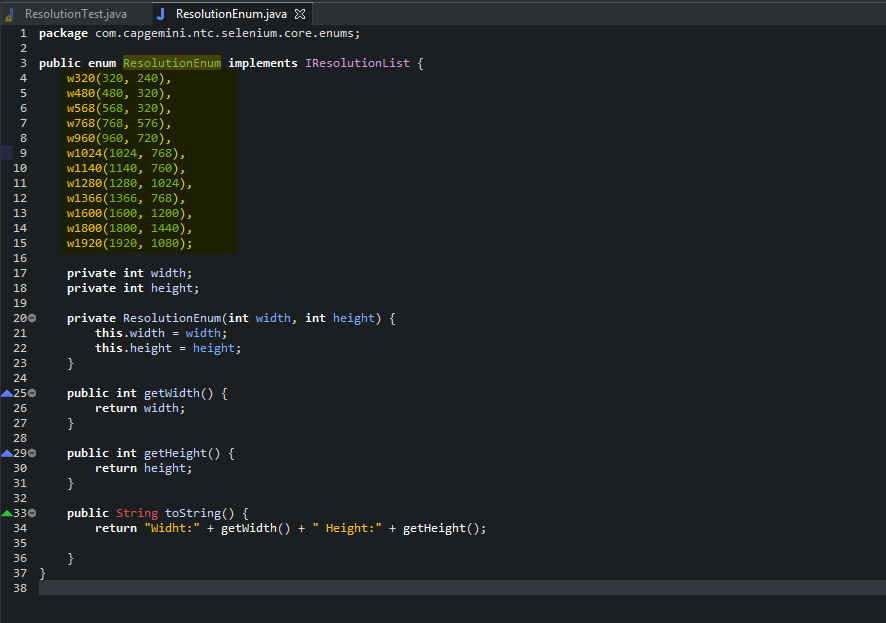 ResolutionTest.java ResolutionEnum.java
1 package com.capgemini.ntc.selenium.core.enums;
2
3 public enum ResolutionEnum implements IResolutionList {
4 w320(320, 240),
5 w480(480, 320),
6 w568(568, 320),
7 w768(768, 576),
8 w960(960, 720),
9 w1024(1024, 768),
10 w1140(1140, 760),
11 w1280(1280, 1024),
12 w1366(1366, 768),
13 w1600(1600, 1200),
14 w1800(1800, 1440),
15 w1920(1920, 1080);
16
17 private int width;
18 private int height;
19
20 private ResolutionEnum(int width, int height) {
21 this.width = width;
22 this.height = height;
23 }
24
25 public int getWidth() {
26 return width;
27 }
28
29 public int getHeight() {
30 return height;
31 }
32
33 public String toString() {
34 return "Widht:" + getWidth() + " Height:" + getHeight();
35
36 }
37 }
38